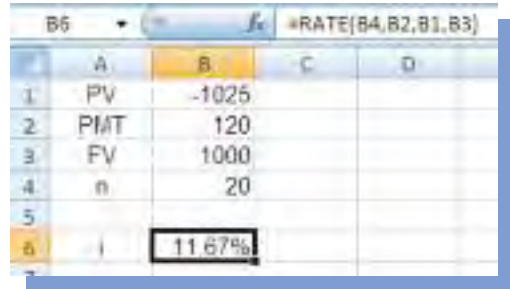 B6 fx =RATE(B4,B2,B1,B3)
A B C D
1 PV -1025
2 PMT 120
3 FV 1000
4 n 20
5
6 i 11.67%